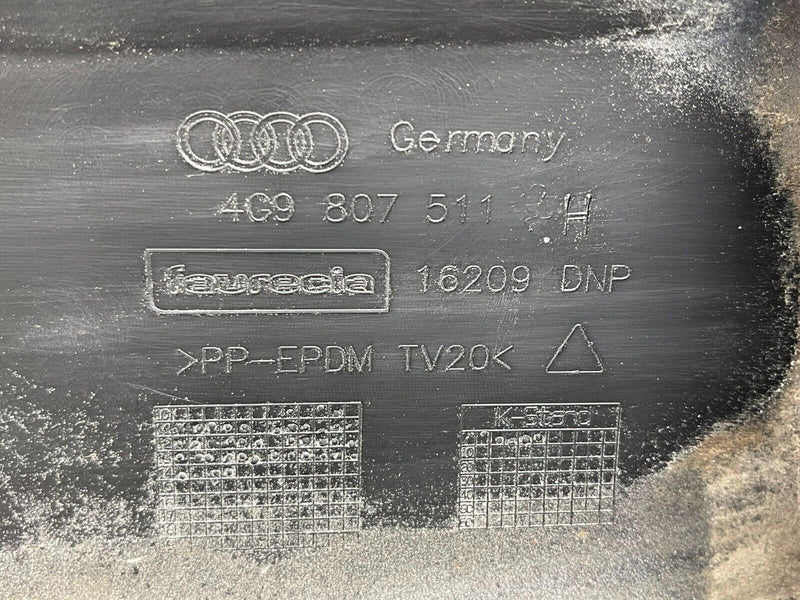 Germany
4G9 807 511 H
faurecia 16209 DNP
>PP-EPDM TV20<
K-Stand